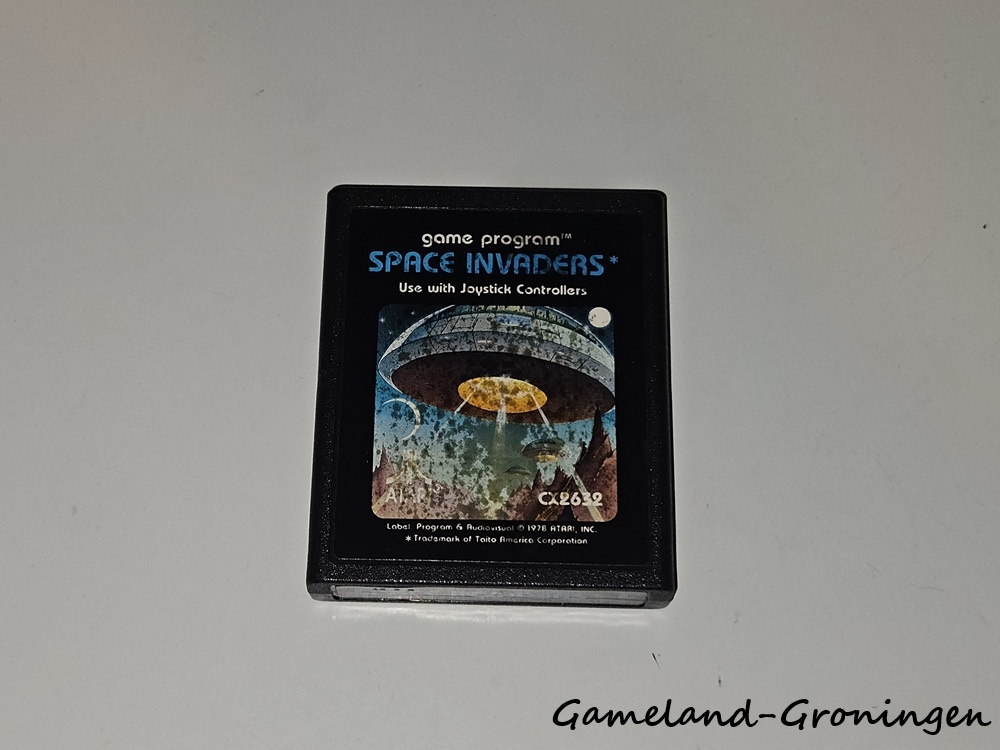 game program™
SPACE INVADERS*
Use with Joystick Controllers
ATARI®
CX2632
Label, Program & Audiovisual © 1978 ATARI, INC.
* Trademark of Taito America Corporation
Gameland-Groningen